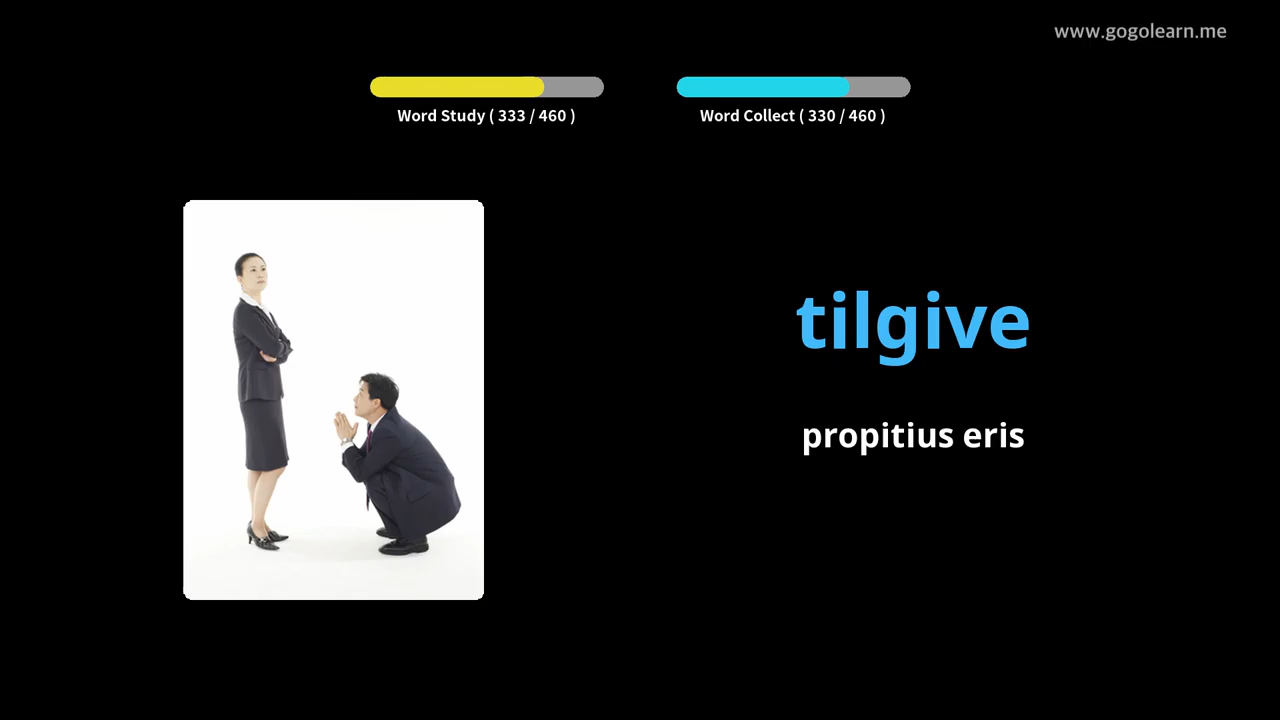 www.gogolearn.me
Word Study ( 333 / 460 )
Word Collect ( 330 / 460 )
tilgive
propitius eris